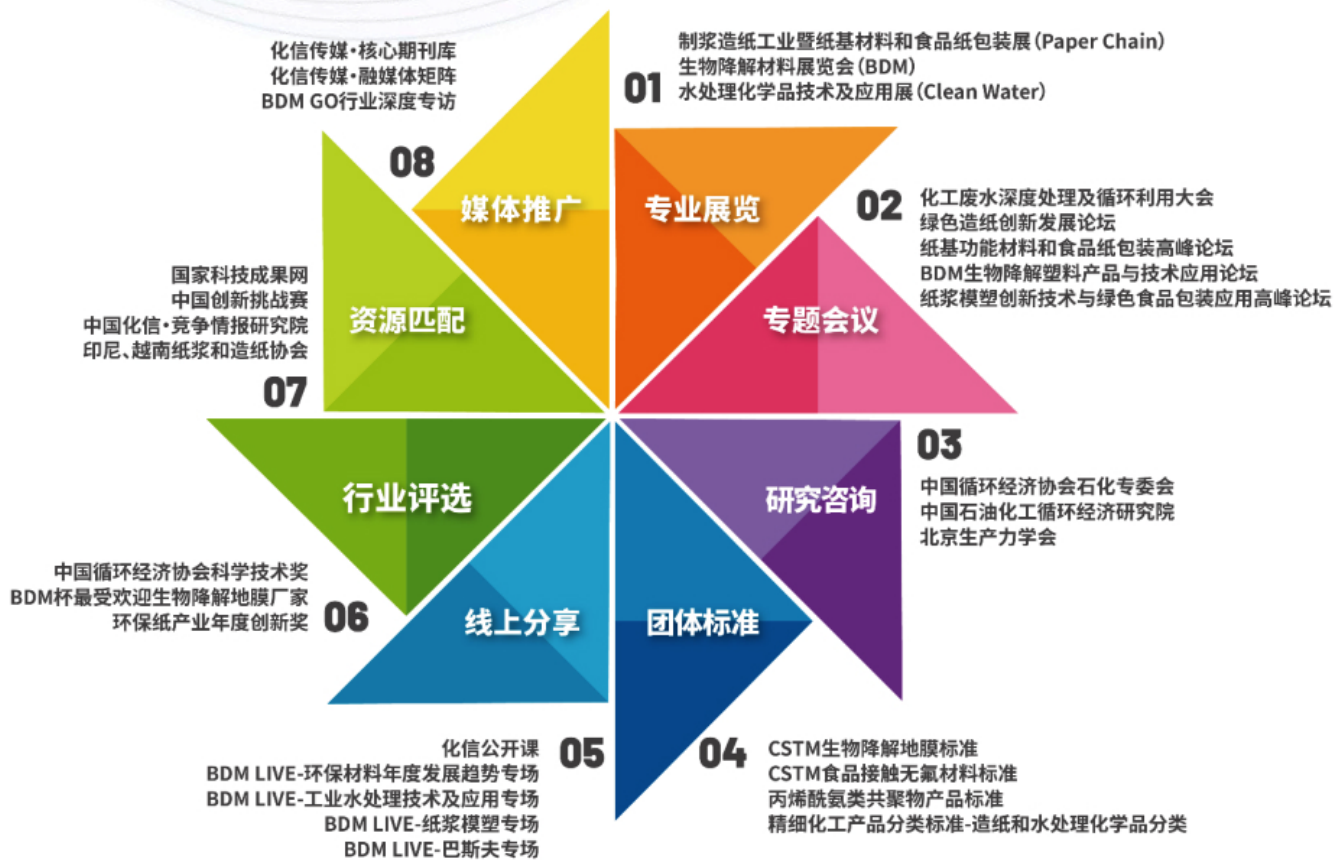 01
专业展览
制浆造纸工业暨纸基材料和食品纸包装展（Paper Chain）
生物降解材料展览会（BDM）
水处理化学品技术及应用展（Clean Water）
02
专题会议
化工废水深度处理及循环利用大会
绿色造纸创新发展论坛
纸基功能材料和食品纸包装高峰论坛
BDM生物降解塑料产品与技术应用论坛
纸浆模塑创新技术与绿色食品包装应用高峰论坛
03
研究咨询
中国循环经济协会石化专委会
中国石油化工循环经济研究院
北京生产力学会
04
团体标准
CSTM生物降解地膜标准
CSTM食品接触无氟材料标准
丙烯酰氨类共聚物产品标准
精细化工产品分类标准-造纸和水处理化学品分类
05
线上分享
化信公开课
BDM LIVE-环保材料年度发展趋势专场
BDM LIVE-工业水处理技术及应用专场
BDM LIVE-纸浆模塑专场
BDM LIVE-巴斯夫专场
06
行业评选
中国循环经济协会科学技术奖
BDM杯最受欢迎生物降解地膜厂家
环保纸产业年度创新奖
07
资源匹配
国家科技成果网
中国创新挑战赛
中国化信·竞争情报研究院
印尼、越南纸浆和造纸协会
08
媒体推广
化信传媒·核心期刊库
化信传媒·融媒体矩阵
BDM GO行业深度专访